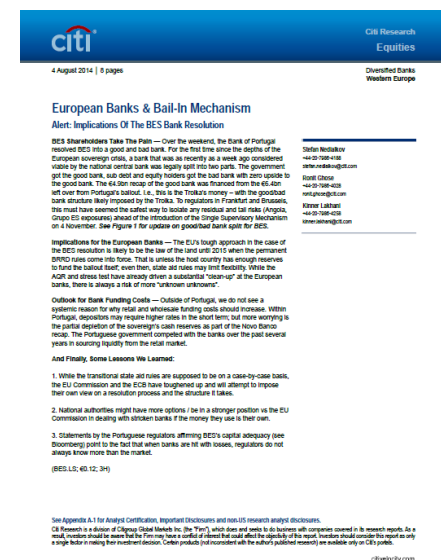 citi
Citi Research
Equities
4 August 2014 | 8 pages
Diversified Banks
Western Europe
European Banks & Bail-In Mechanism
Alert: Implications Of The BES Bank Resolution
BES Shareholders Take The Pain — Over the weekend, the Bank of Portugal
resolved BES into a good and bad bank. For the first time since the depths of the
European sovereign crisis, a bank that was as recently as a week ago considered
viable by the national central bank was legally split into two parts. The government
got the good bank, sub debt and equity holders got the bad bank with zero upside to
the good bank. The €4.9bn recap of the good bank was financed from the €6.4bn
left over from Portugal's bailout. I.e., this is the Troika's money – with the good/bad
bank structure likely imposed by the Troika. To regulators in Frankfurt and Brussels,
this must have seemed the safest way to isolate any residual and tail risks (Angola,
Grupo ES exposures) ahead of the introduction of the Single Supervisory Mechanism
on 4 November. See Figure 1 for update on good/bad bank split for BES.
Implications for the European Banks — The EU's tough approach in the case of
the BES resolution is likely to be the law of the land until 2015 when the permanent
BRRD rules come into force. That is unless the host country has enough reserves
to fund the bailout itself; even then, state aid rules may limit flexibility. While the
AQR and stress test have already driven a substantial "clean-up" at the European
banks, there is always a risk of more "unknown unknowns".
Outlook for Bank Funding Costs — Outside of Portugal, we do not see a
systemic reason for why retail and wholesale funding costs should increase. Within
Portugal, depositors may require higher rates in the short term; but more worrying is
the partial depletion of the sovereign's cash reserves as part of the Novo Banco
recap. The Portuguese government competed with the banks over the past several
years in sourcing liquidity from the retail market.
And Finally, Some Lessons We Learned:
1. While the transitional state aid rules are supposed to be on a case-by-case basis,
the EU Commission and the ECB have toughened up and will attempt to impose
their own view on a resolution process and the structure it takes.
2. National authorities might have more options / be in a stronger position vs the EU
Commission in dealing with stricken banks if the money they use is their own.
3. Statements by the Portuguese regulators affirming BES's capital adequacy (see
Bloomberg) point to the fact that when banks are hit with losses, regulators do not
always know more than the market.
(BES.LS; €0.12; 3H)
Stefan Nedialkov
+44-20-7986-4168
stefan.nedialkov@citi.com
Ronit Ghose
+44-20-7986-4028
ronit.ghose@citi.com
Kinner Lakhani
+44-20-7986-4258
kinner.lakhani@citi.com
See Appendix A-1 for Analyst Certification, Important Disclosures and non-US research analyst disclosures.
Citi Research is a division of Citigroup Global Markets Inc. (the "Firm"), which does and seeks to do business with companies covered in its research reports. As a
result, investors should be aware that the Firm may have a conflict of interest that could affect the objectivity of this report. Investors should consider this report as only
a single factor in making their investment decision. Certain products (not inconsistent with the author's published research) are available only on Citi's portals.
citivelocity.com